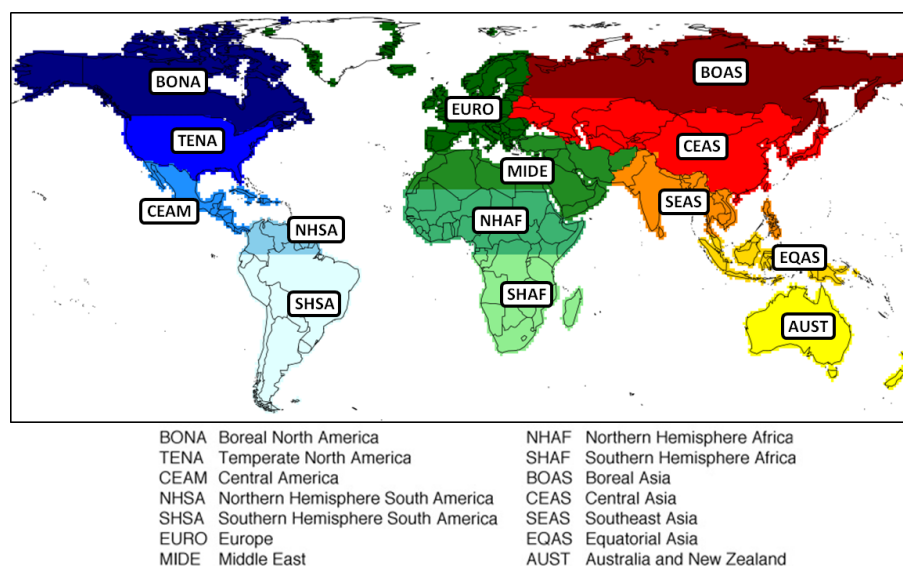 BONA
BOAS
EURO
TENA
CEAS
MIDE
SEAS
CEAM
NHAF
NHSA
EQAS
SHAF
SHSA
AUST
BONA Boreal North America
TENA Temperate North America
CEAM Central America
NHSA Northern Hemisphere South America
SHSA Southern Hemisphere South America
EURO Europe
MIDE Middle East
NHAF Northern Hemisphere Africa
SHAF Southern Hemisphere Africa
BOAS Boreal Asia
CEAS Central Asia
SEAS Southeast Asia
EQAS Equatorial Asia
AUST Australia and New Zealand